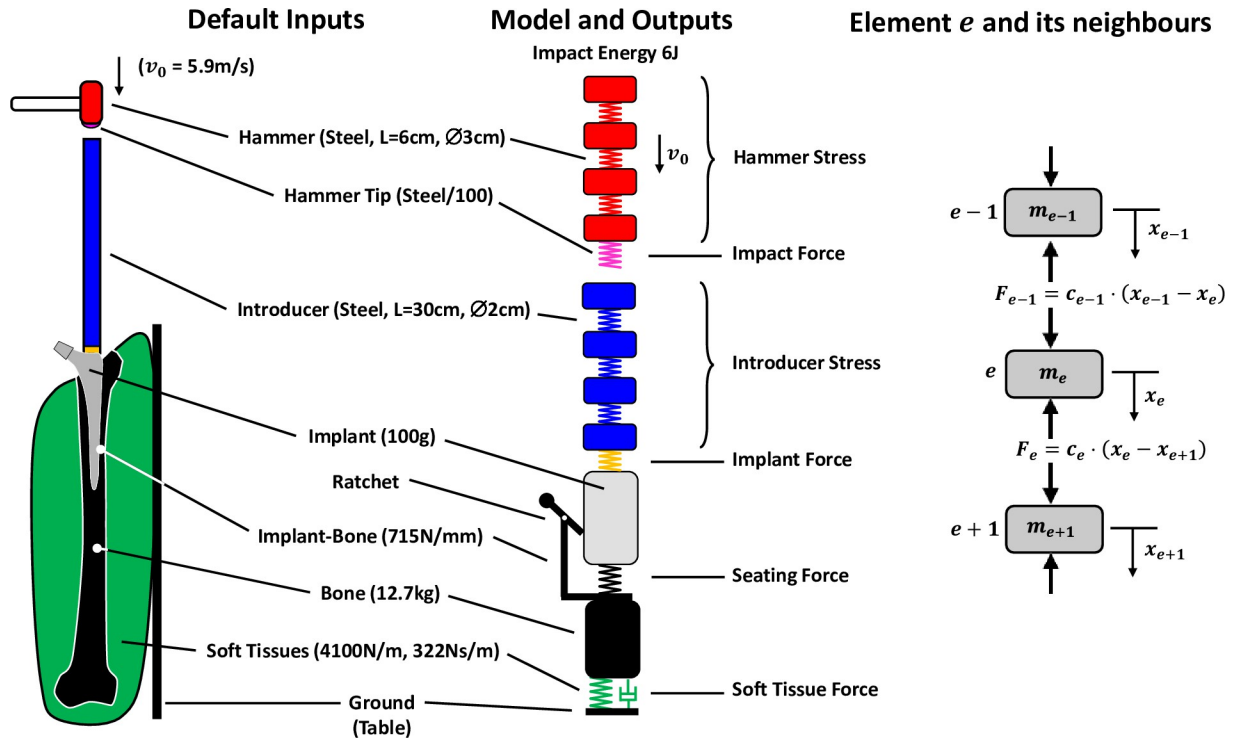 Default Inputs
(v₀ = 5.9m/s)
Hammer (Steel, L=6cm, ∅3cm)
Hammer Tip (Steel/100)
Introducer (Steel, L=30cm, ∅2cm)
Implant (100g)
Ratchet
Implant-Bone (715N/mm)
Bone (12.7kg)
Soft Tissues (4100N/m, 322Ns/m)
Ground
(Table)
Model and Outputs
Impact Energy 6J
v₀
Hammer Stress
Impact Force
Introducer Stress
Implant Force
Seating Force
Soft Tissue Force
Element e and its neighbours
e − 1 mₑ₋₁ xₑ₋₁
Fₑ₋₁ = cₑ₋₁ · (xₑ₋₁ − xₑ)
e mₑ xₑ
Fₑ = cₑ · (xₑ − xₑ₊₁)
e + 1 mₑ₊₁ xₑ₊₁